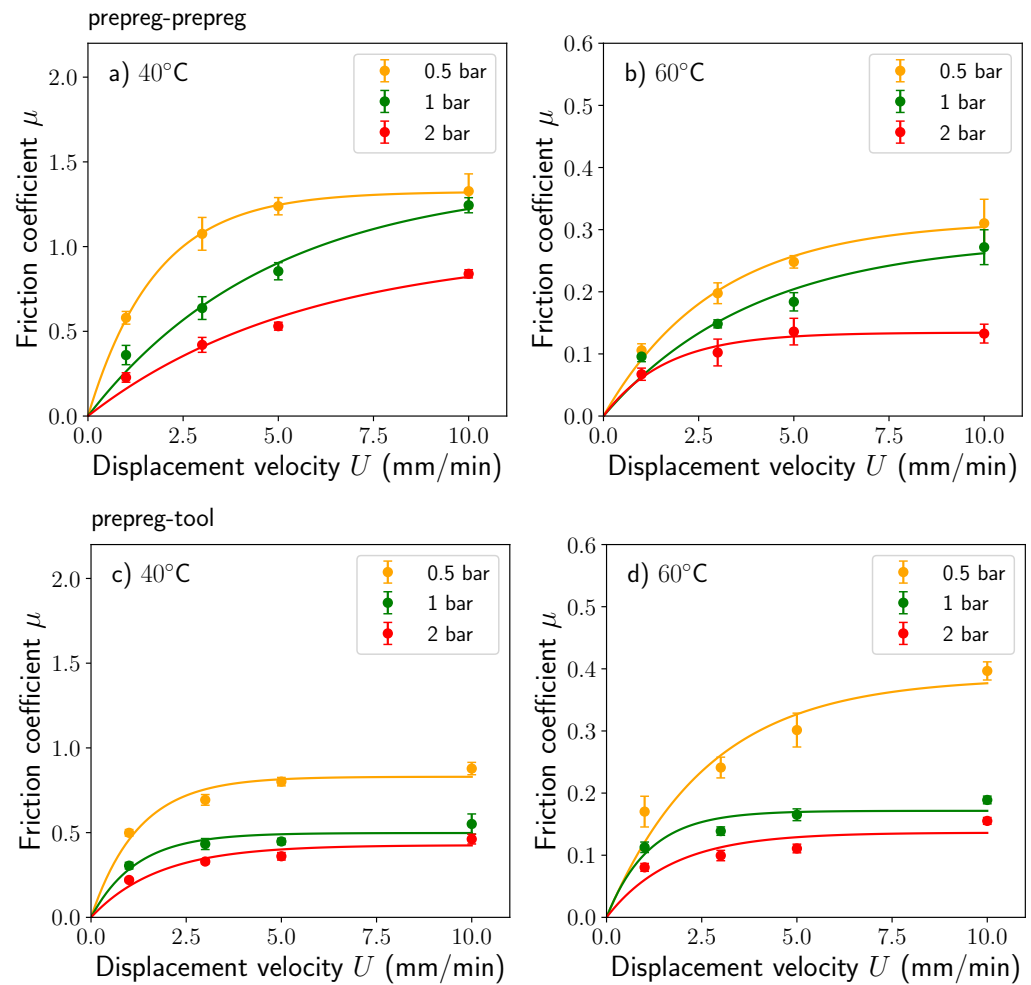 prepreg-prepreg
a) 40°C
0.5 bar
1 bar
2 bar
2.0
1.5
1.0
0.5
0.0
0.0 2.5 5.0 7.5 10.0
Friction coefficient μ
Displacement velocity U (mm/min)
b) 60°C
0.5 bar
1 bar
2 bar
0.6
0.5
0.4
0.3
0.2
0.1
0.0
0.0 2.5 5.0 7.5 10.0
Friction coefficient μ
Displacement velocity U (mm/min)
prepreg-tool
c) 40°C
0.5 bar
1 bar
2 bar
2.0
1.5
1.0
0.5
0.0
0.0 2.5 5.0 7.5 10.0
Friction coefficient μ
Displacement velocity U (mm/min)
d) 60°C
0.5 bar
1 bar
2 bar
0.6
0.5
0.4
0.3
0.2
0.1
0.0
0.0 2.5 5.0 7.5 10.0
Friction coefficient μ
Displacement velocity U (mm/min)